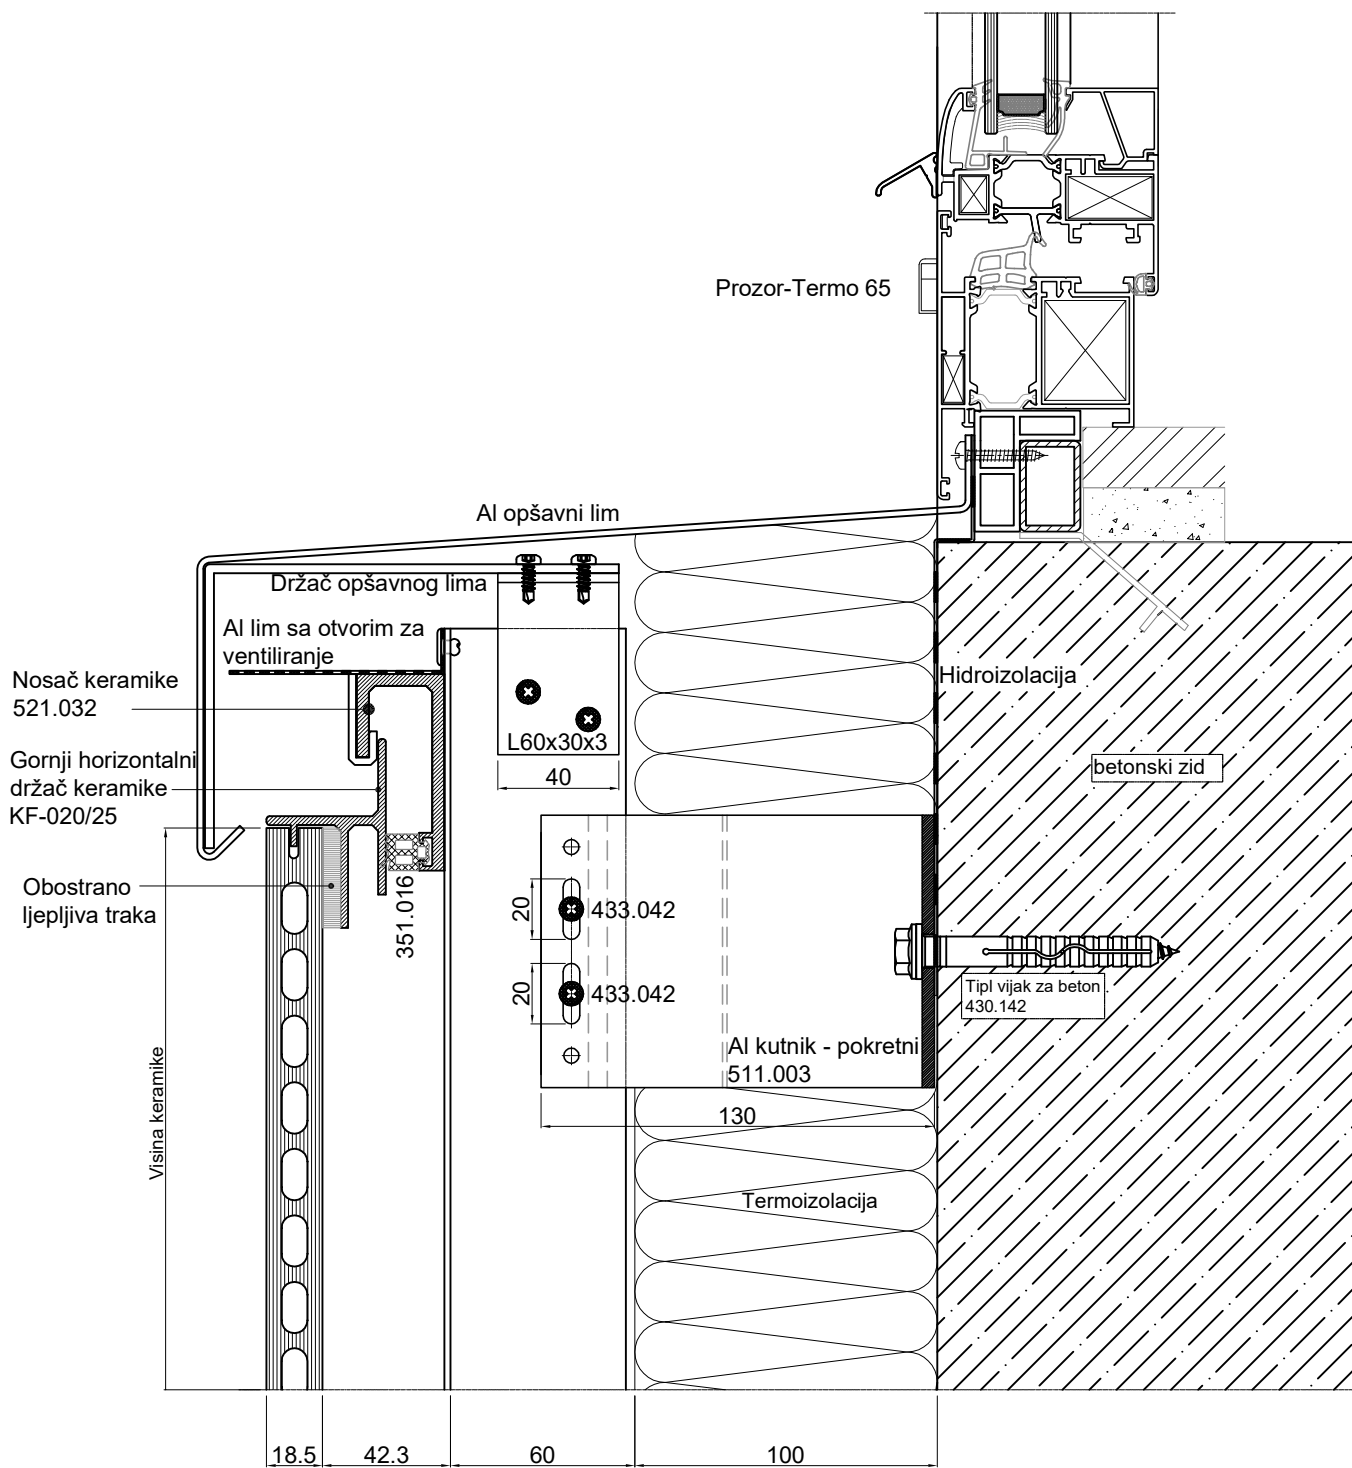 Prozor-Termo 65
Al opšavni lim
Držač opšavnog lima
Al lim sa otvorim za
ventiliranje
Nosač keramike
521.032
Gornji horizontalni
držač keramike
KF-020/25
Obostrano
ljepljiva traka
351.016
L60x30x3
40
Hidroizolacija
betonski zid
20
433.042
20
433.042
Tipl vijak za beton
430.142
Al kutnik - pokretni
511.003
130
Visina keramike
Termoizolacija
18.5
42.3
60
100